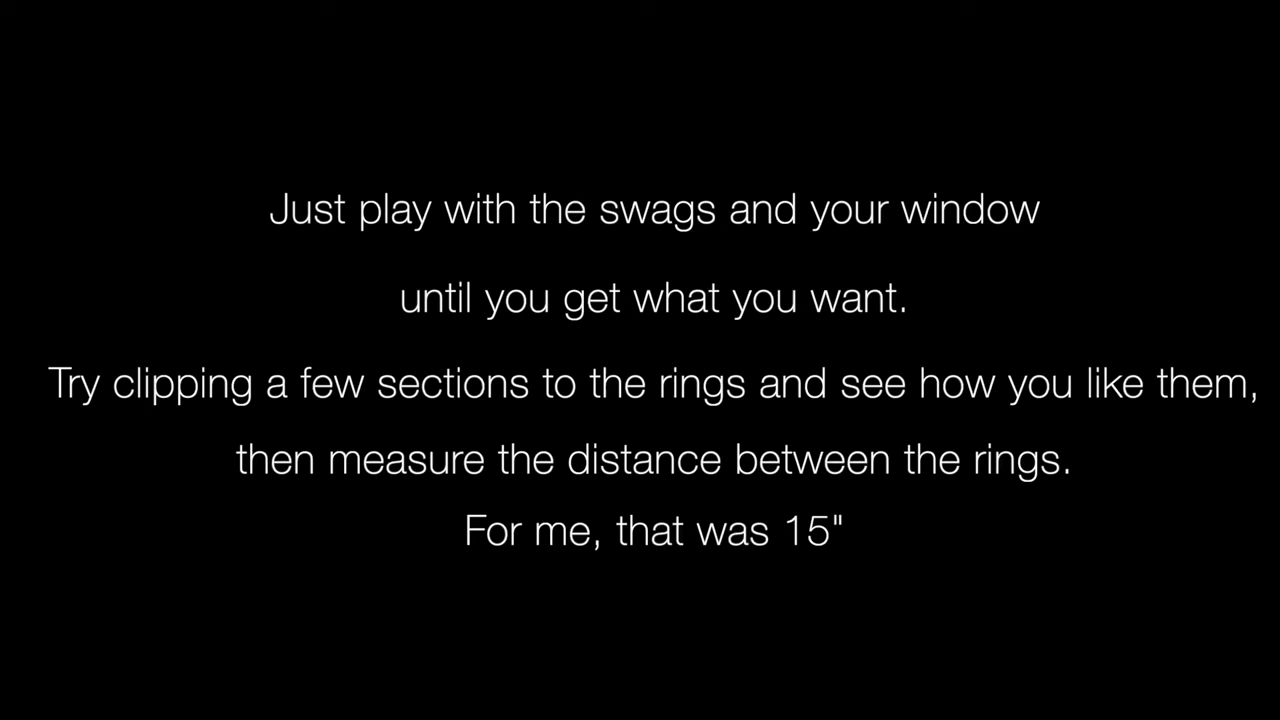 Just play with the swags and your window
until you get what you want.
Try clipping a few sections to the rings and see how you like them,
then measure the distance between the rings.
For me, that was 15"